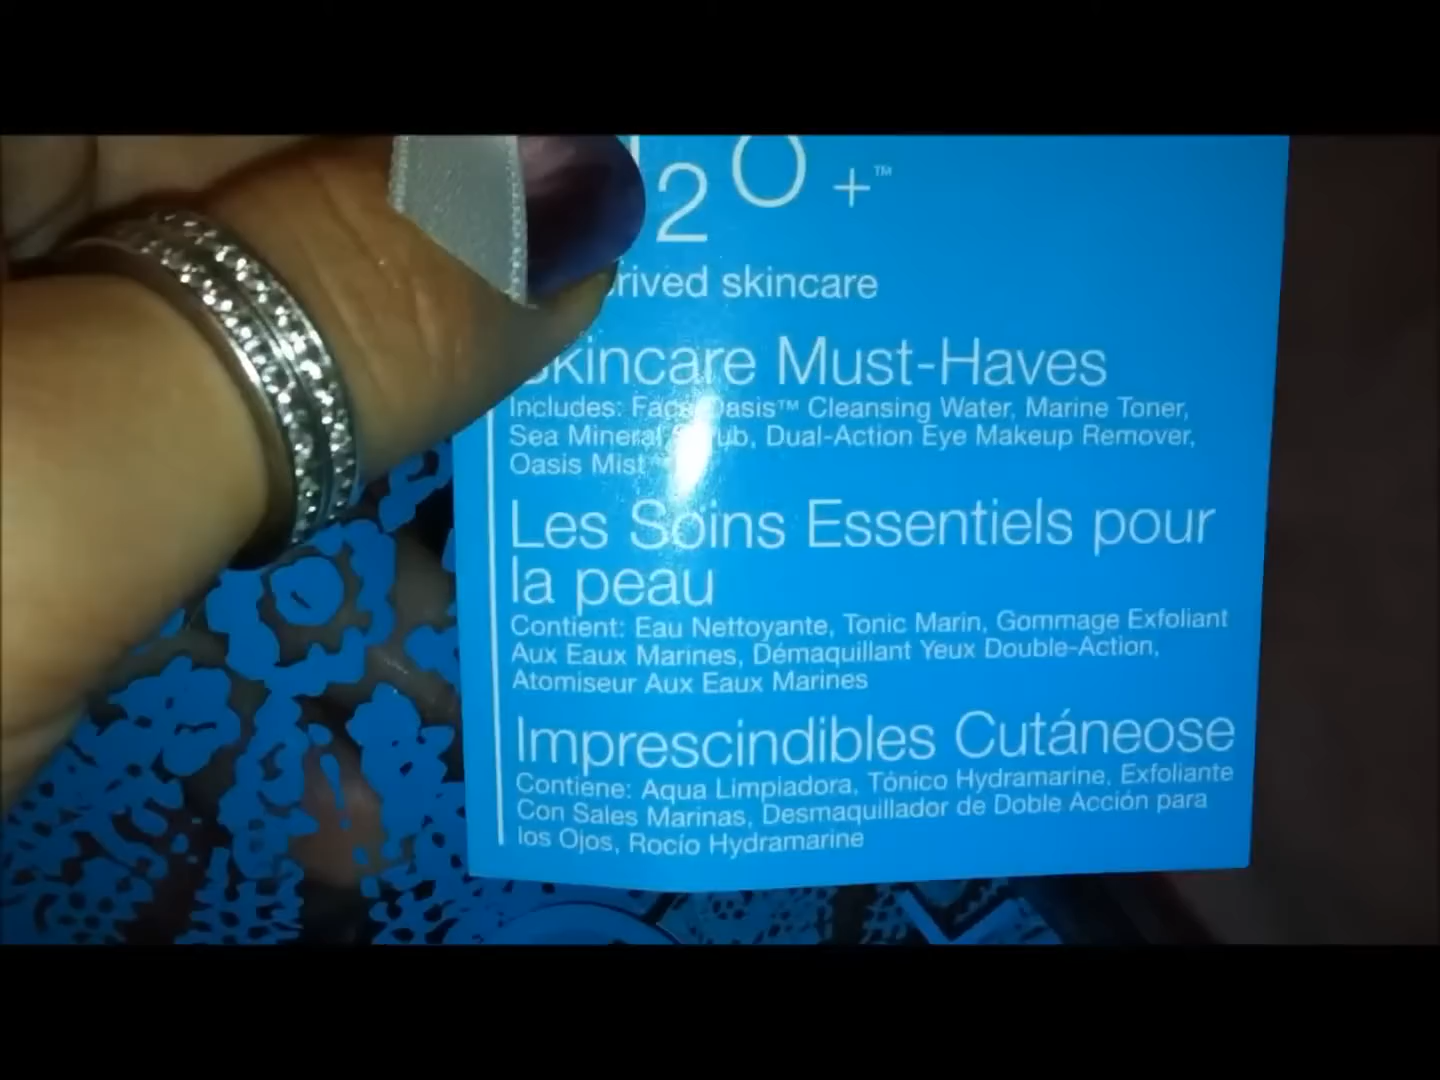 2O+™
skincare
Skincare Must-Haves
Includes: Face Oasis™ Cleansing Water, Marine Toner,
Sea Mineral Scrub, Dual-Action Eye Makeup Remover,
Oasis Mist
Les Soins Essentiels pour
la peau
Contient: Eau Nettoyante, Tonic Marin, Gommage Exfoliant
Aux Eaux Marines, Démaquillant Yeux Double-Action,
Atomiseur Aux Eaux Marines
Imprescindibles Cutáneose
Contiene: Aqua Limpiadora, Tónico Hydramarine, Exfoliante
Con Sales Marinas, Desmaquillador de Doble Acción para
los Ojos, Rocío Hydramarine